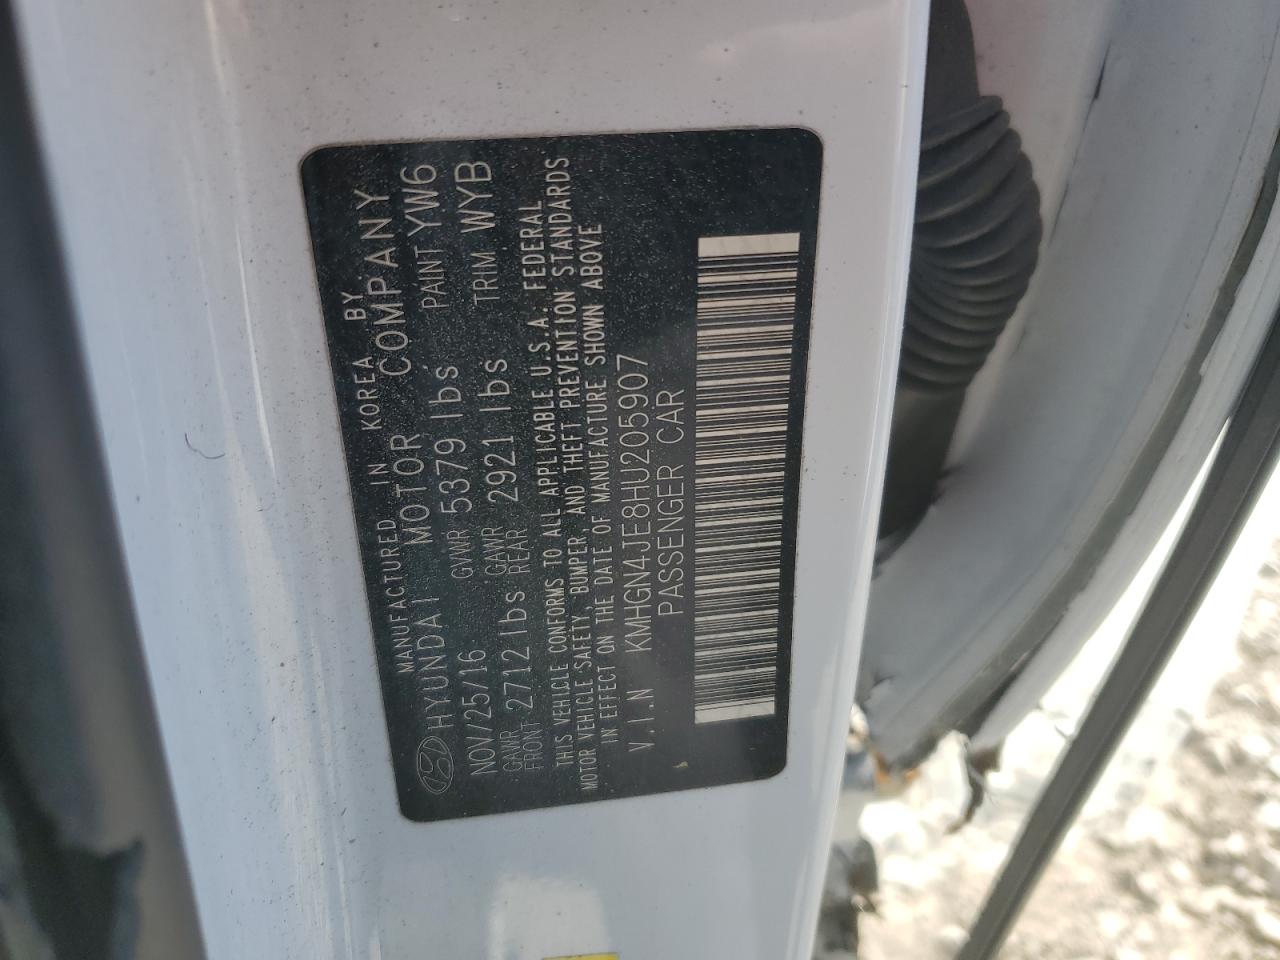 MANUFACTURED IN KOREA BY
HYUNDAI MOTOR COMPANY
NOV/25/16 GVWR 5379 lbs PAINT YW6
GAWR FRONT 2712 lbs GAWR REAR 2921 lbs TRIM WYB
THIS VEHICLE CONFORMS TO ALL APPLICABLE U.S.A. FEDERAL
MOTOR VEHICLE SAFETY, BUMPER, AND THEFT PREVENTION STANDARDS
IN EFFECT ON THE DATE OF MANUFACTURE SHOWN ABOVE
V.I.N KMHGN4JE8HU205907
PASSENGER CAR